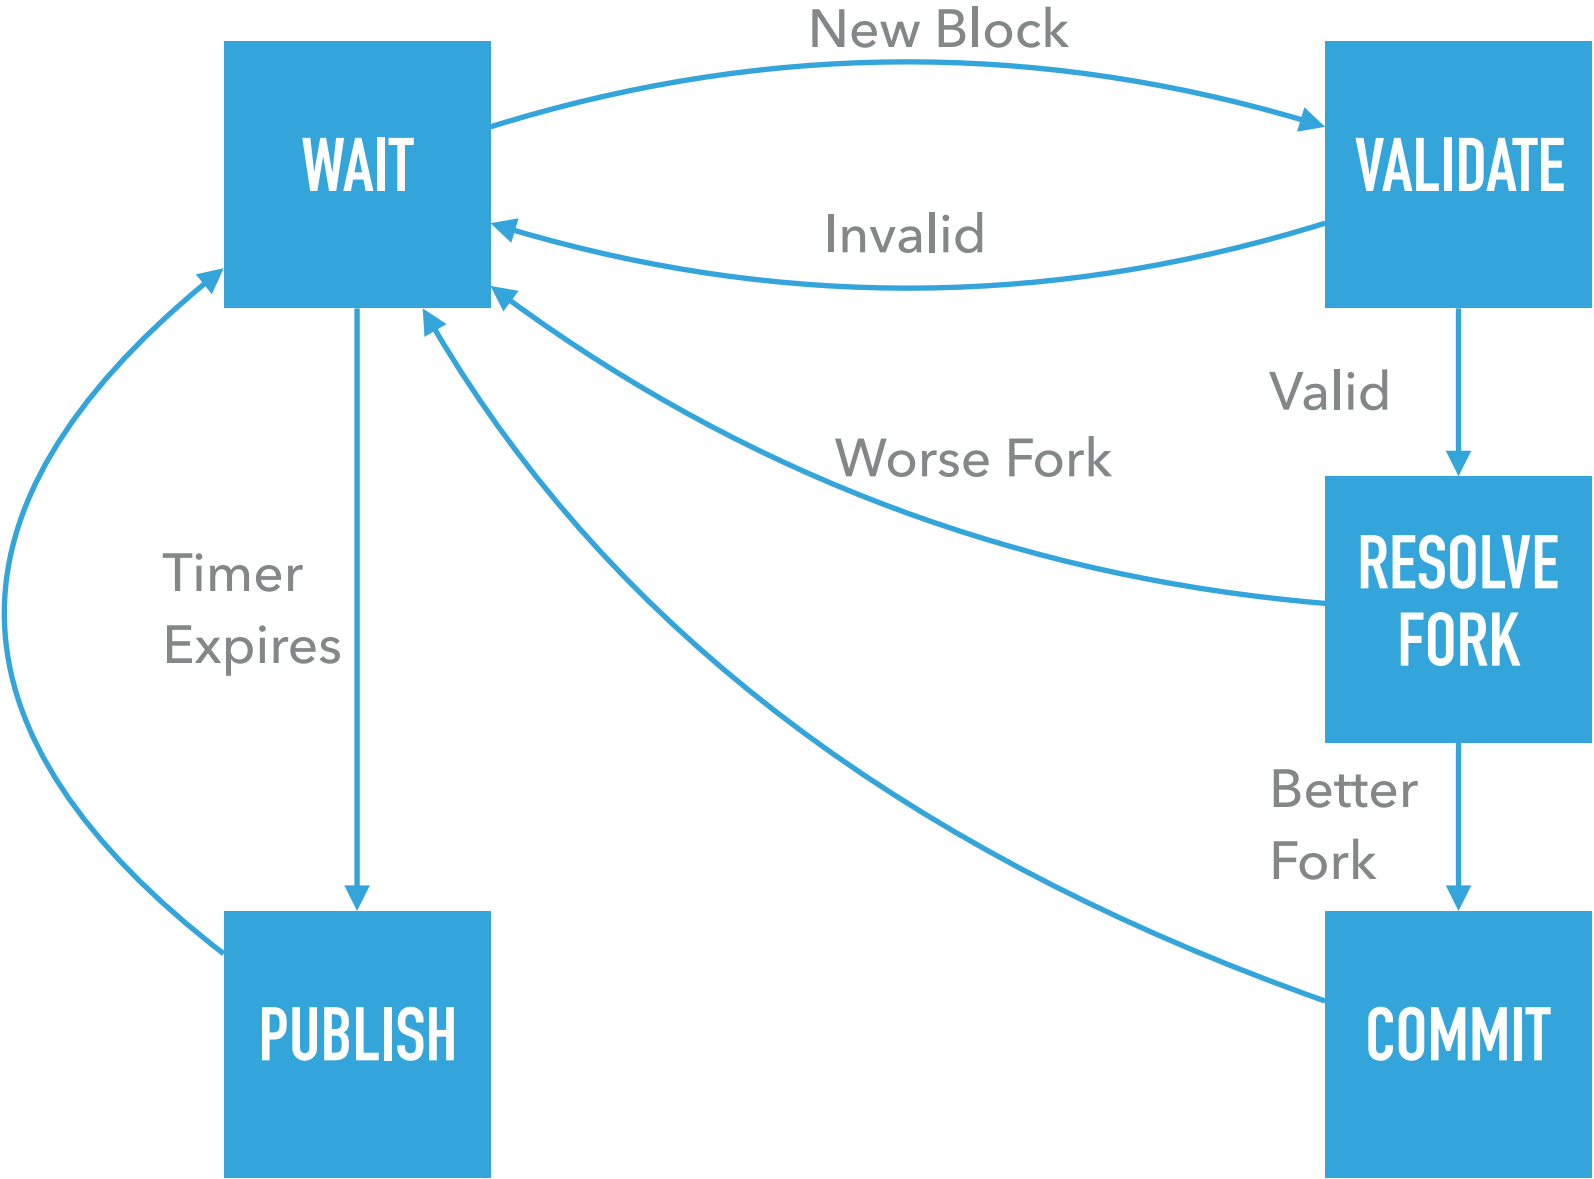 New Block
WAIT
VALIDATE
Invalid
Valid
Worse Fork
Timer
Expires
RESOLVE
FORK
Better
Fork
PUBLISH
COMMIT